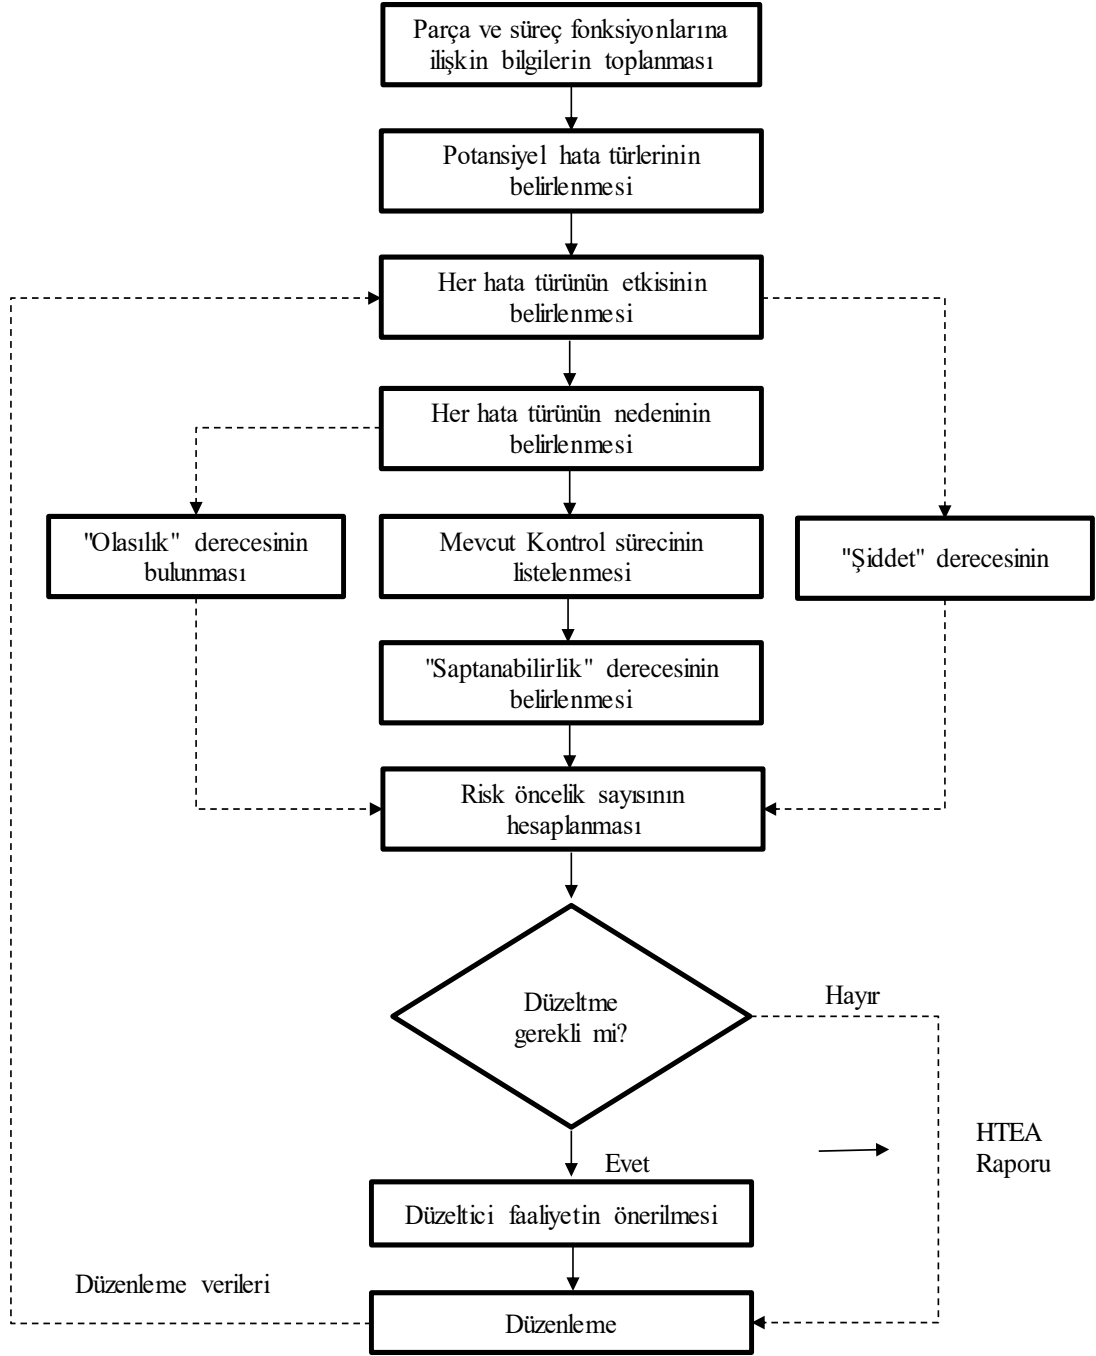 Parça ve süreç fonksiyonlarına
ilişkin bilgilerin toplanması
Potansiyel hata türlerinin
belirlenmesi
Her hata türünün etkisinin
belirlenmesi
Her hata türünün nedeninin
belirlenmesi
"Olasılık" derecesinin
bulunması
Mevcut Kontrol sürecinin
listelenmesi
"Şiddet" derecesinin
"Saptanabilirlik" derecesinin
belirlenmesi
Risk öncelik sayısının
hesaplanması
Düzeltme
gerekli mi?
Hayır
Evet
HTEA
Raporu
Düzeltici faaliyetin önerilmesi
Düzenleme verileri
Düzenleme